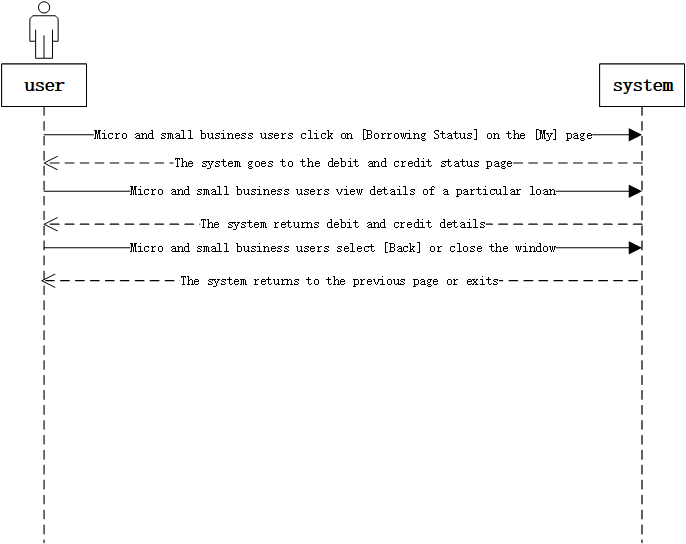 user
system
Micro and small business users click on [Borrowing Status] on the [My] page
The system goes to the debit and credit status page
Micro and small business users view details of a particular loan
The system returns debit and credit details
Micro and small business users select [Back] or close the window
The system returns to the previous page or exits